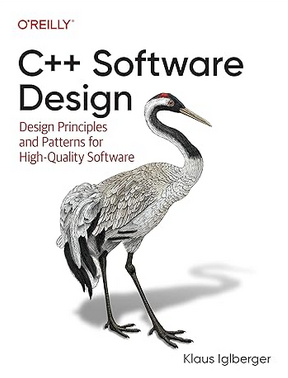 O'REILLY®
C++ Software
Design
Design Principles
and Patterns for
High-Quality Software
Klaus Iglberger